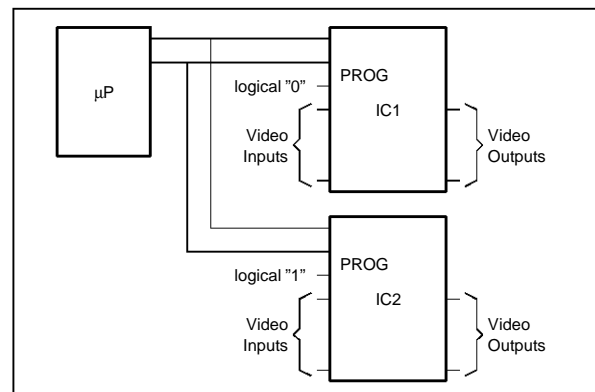 μP
PROG
logical ”0”
IC1
Video
Inputs
Video
Outputs
PROG
logical ”1”
IC2
Video
Inputs
Video
Outputs